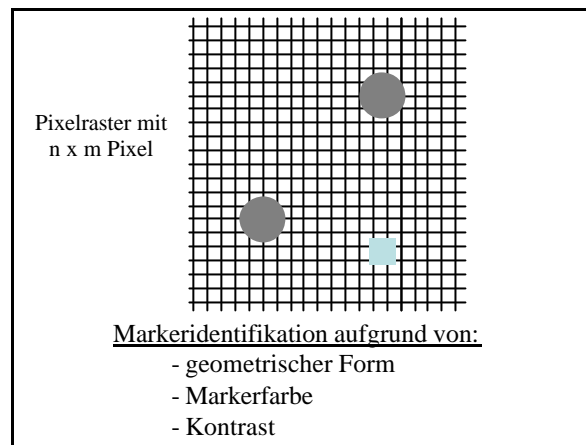 Pixelraster mit
n x m Pixel
Markeridentifikation aufgrund von:
- geometrischer Form
- Markerfarbe
- Kontrast